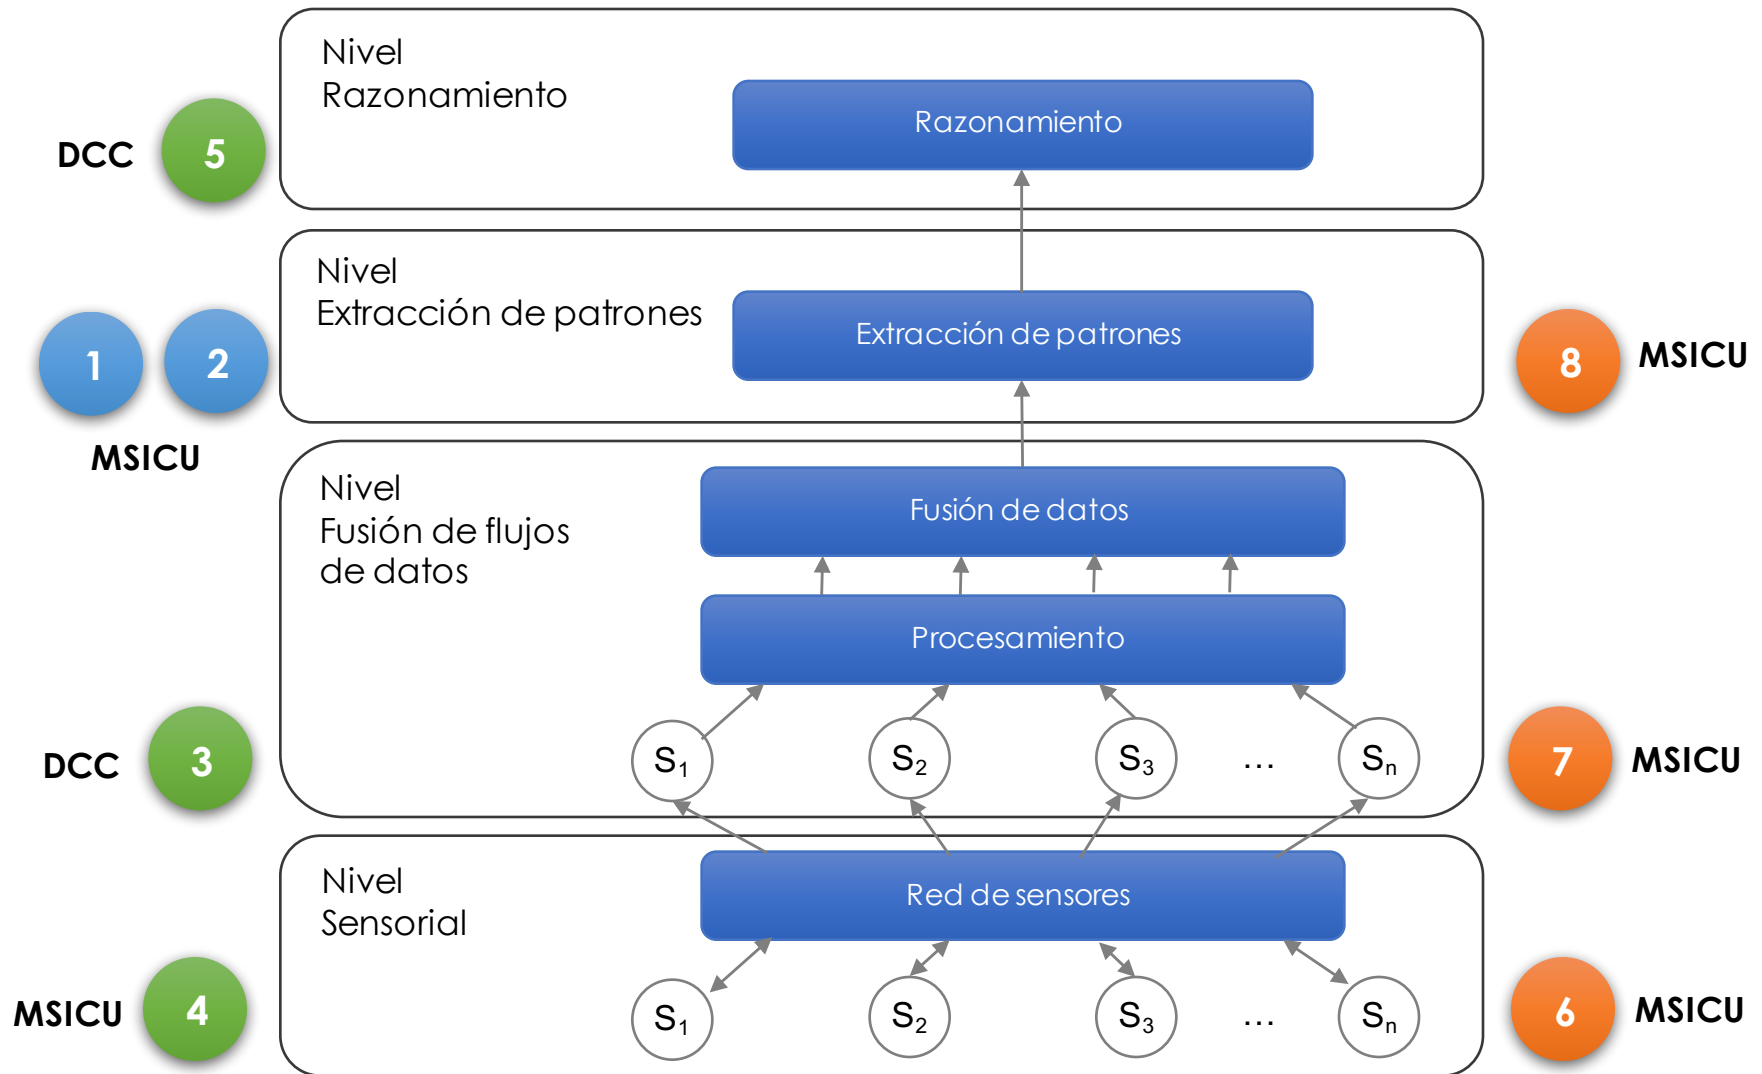 Nivel
Razonamiento
Razonamiento
DCC
5
Nivel
Extracción de patrones
Extracción de patrones
1
2
MSICU
8
MSICU
Nivel
Fusión de flujos
de datos
Fusión de datos
Procesamiento
S1
S2
S3
...
Sn
DCC
3
7
MSICU
Nivel
Sensorial
Red de sensores
S1
S2
S3
...
Sn
MSICU
4
6
MSICU